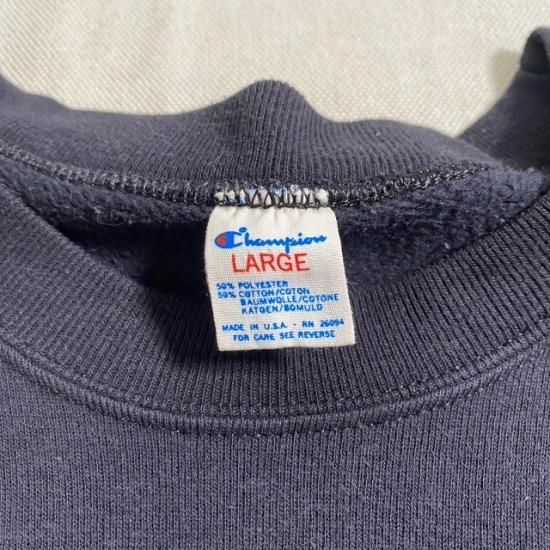 Champion
LARGE
50% POLYESTER
50% COTTON/COTON
BAUMWOLLE/COTONE
KATOEN/BOMULD
MADE IN U.S.A. - RN 26094
FOR CARE SEE REVERSE